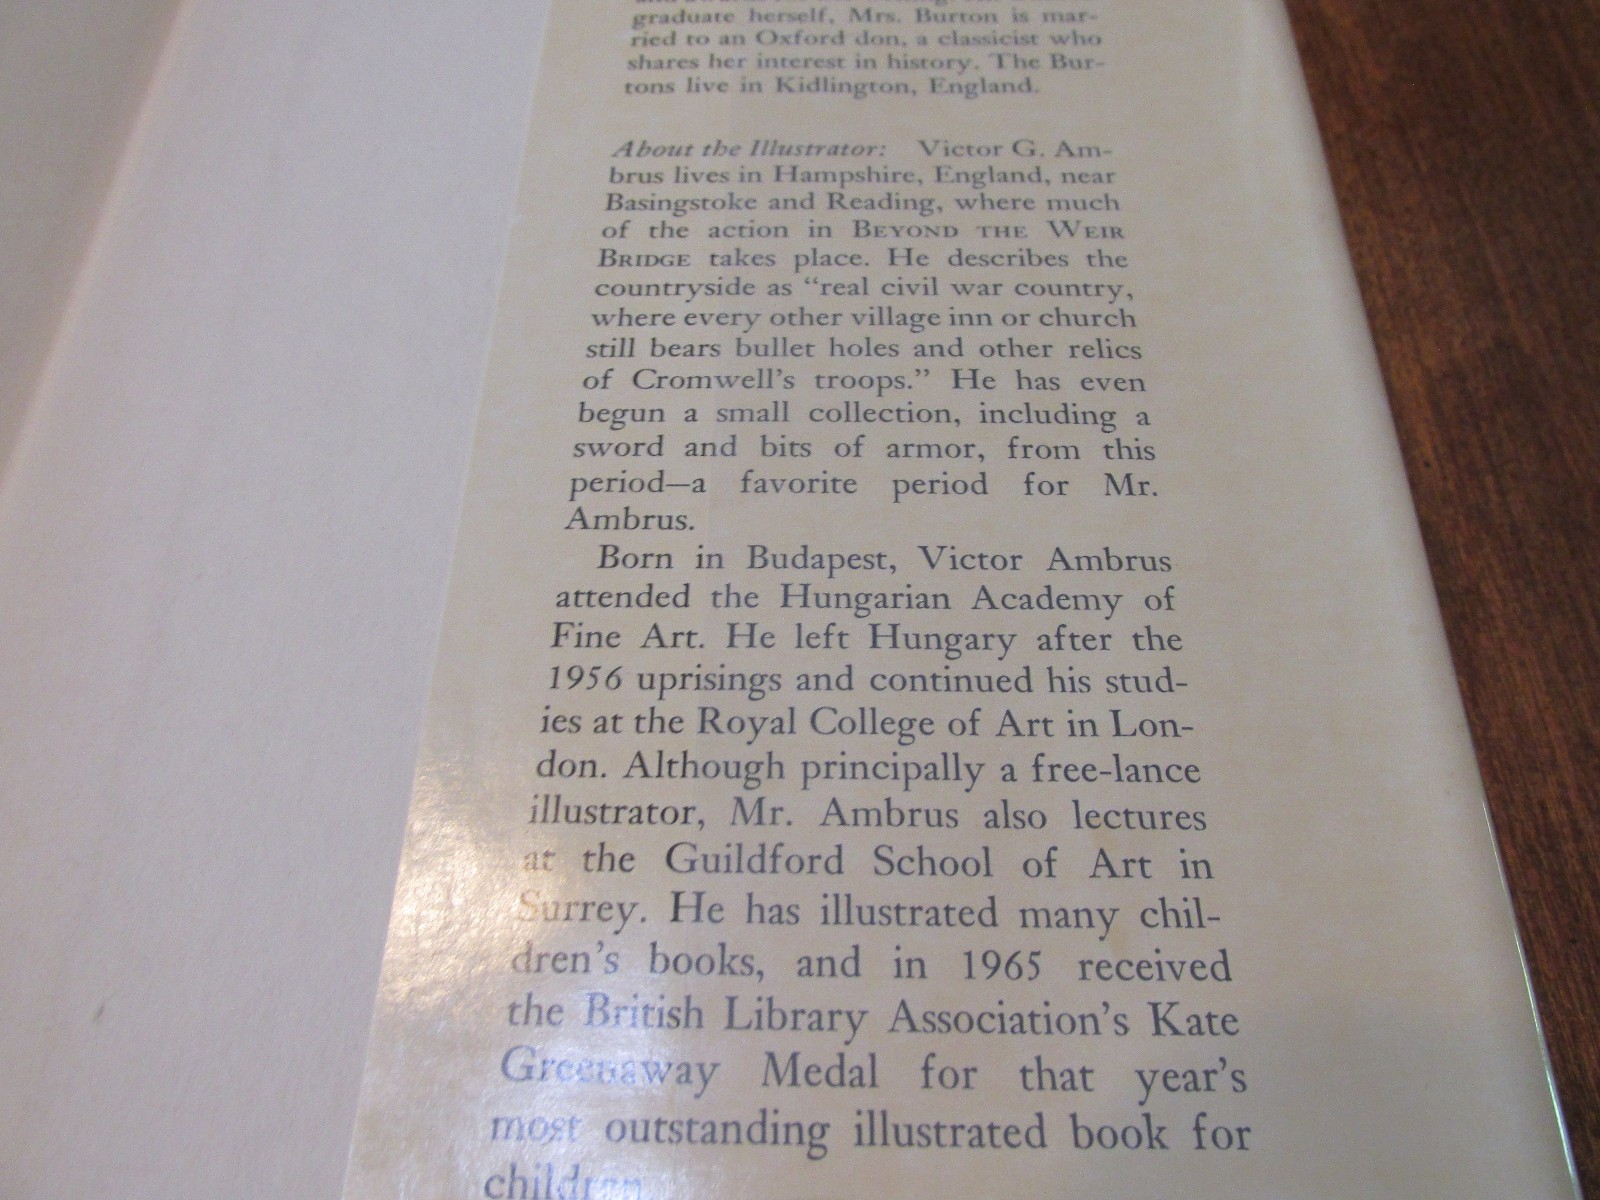 graduate herself, Mrs. Burton is mar-
ried to an Oxford don, a classicist who
shares her interest in history. The Bur-
tons live in Kidlington, England.
About the Illustrator: Victor G. Am-
brus lives in Hampshire, England, near
Basingstoke and Reading, where much
of the action in BEYOND THE WEIR
BRIDGE takes place. He describes the
countryside as “real civil war country,
where every other village inn or church
still bears bullet holes and other relics
of Cromwell’s troops.” He has even
begun a small collection, including a
sword and bits of armor, from this
period—a favorite period for Mr.
Ambrus.
Born in Budapest, Victor Ambrus
attended the Hungarian Academy of
Fine Art. He left Hungary after the
1956 uprisings and continued his stud-
ies at the Royal College of Art in Lon-
don. Although principally a free-lance
illustrator, Mr. Ambrus also lectures
at the Guildford School of Art in
Surrey. He has illustrated many chil-
dren’s books, and in 1965 received
the British Library Association’s Kate
Greenaway Medal for that year’s
most outstanding illustrated book for
children